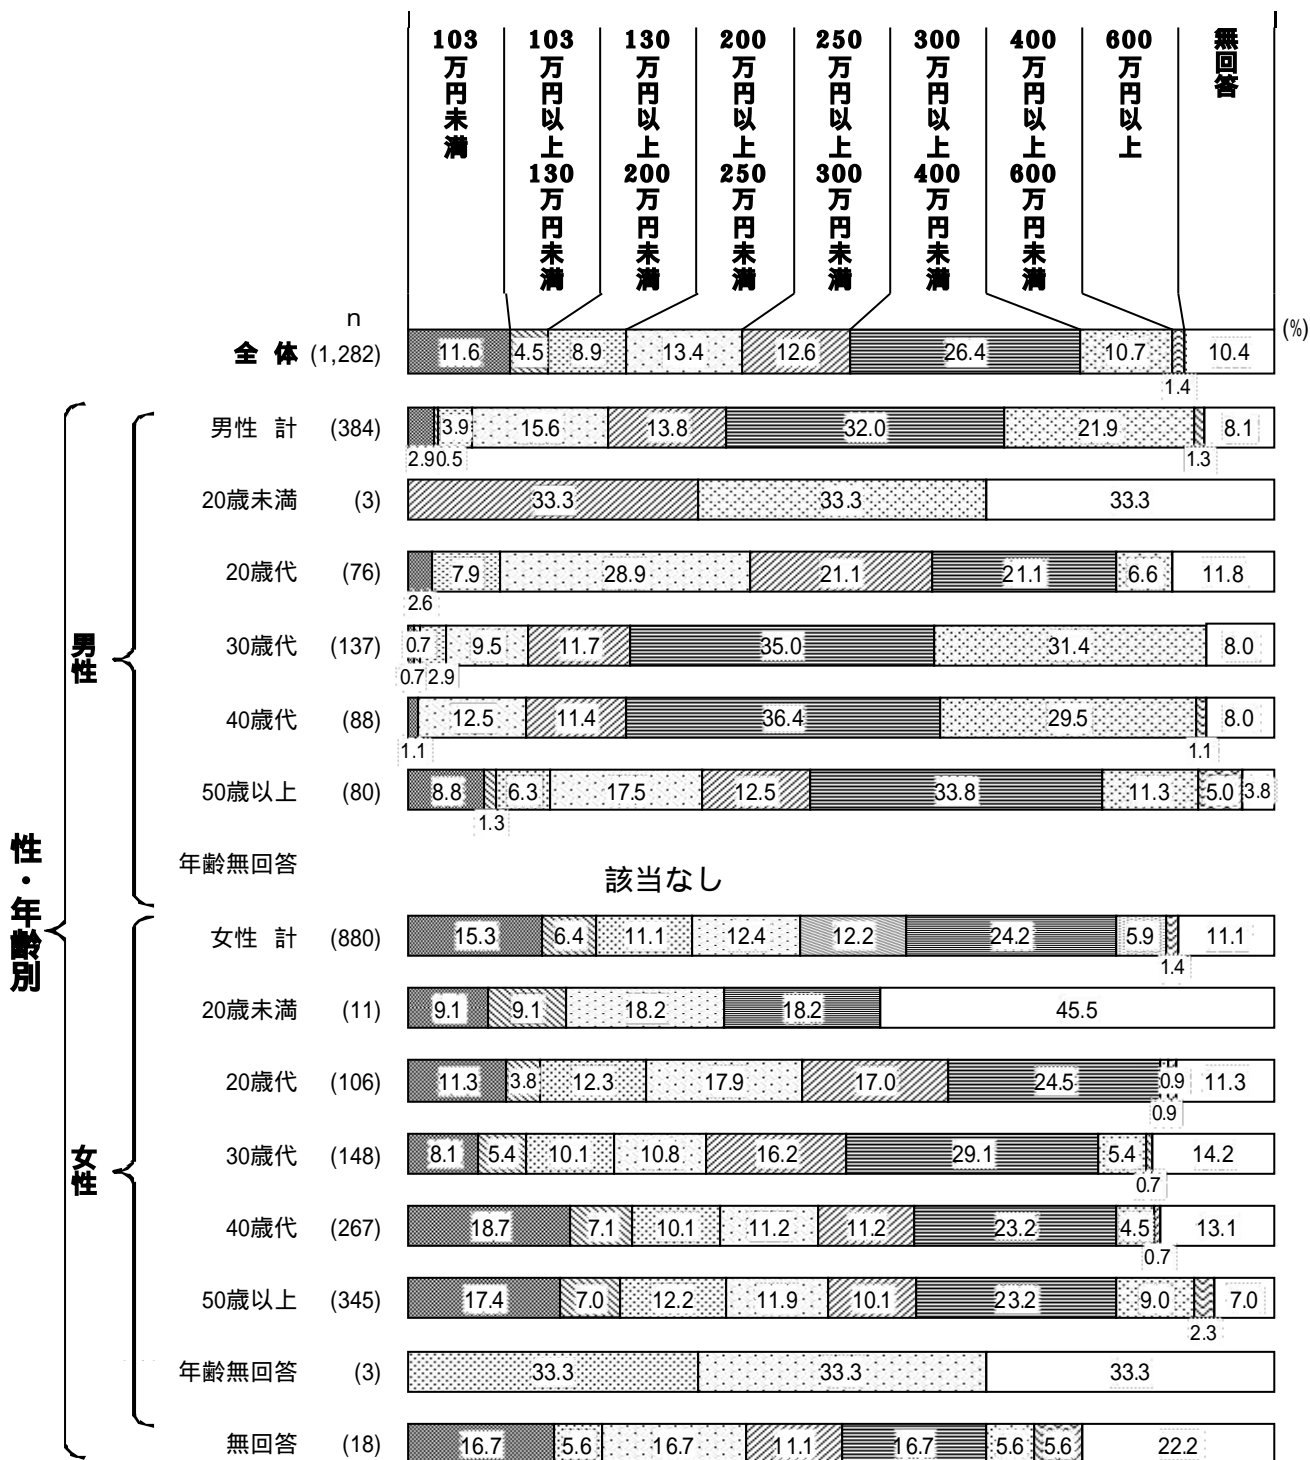 103万円未満
103万円以上130万円未満
130万円以上200万円未満
200万円以上250万円未満
250万円以上300万円未満
300万円以上400万円未満
400万円以上600万円未満
600万円以上
無回答
n
(%)
全 体 (1,282) 11.6 4.5 8.9 13.4 12.6 26.4 10.7 1.4 10.4
性・年齢別
男性
男性 計 (384) 2.9 0.5 3.9 15.6 13.8 32.0 21.9 1.3 8.1
20歳未満 (3) 33.3 33.3 33.3
20歳代 (76) 2.6 7.9 28.9 21.1 21.1 6.6 11.8
30歳代 (137) 0.7 0.7 2.9 9.5 11.7 35.0 31.4 8.0
40歳代 (88) 1.1 12.5 11.4 36.4 29.5 1.1 8.0
50歳以上 (80) 8.8 1.3 6.3 17.5 12.5 33.8 11.3 5.0 3.8
年齢無回答 該当なし
女性
女性 計 (880) 15.3 6.4 11.1 12.4 12.2 24.2 5.9 1.4 11.1
20歳未満 (11) 9.1 9.1 18.2 18.2 45.5
20歳代 (106) 11.3 3.8 12.3 17.9 17.0 24.5 0.9 0.9 11.3
30歳代 (148) 8.1 5.4 10.1 10.8 16.2 29.1 5.4 0.7 14.2
40歳代 (267) 18.7 7.1 10.1 11.2 11.2 23.2 4.5 0.7 13.1
50歳以上 (345) 17.4 7.0 12.2 11.9 10.1 23.2 9.0 2.3 7.0
年齢無回答 (3) 33.3 33.3 33.3
無回答 (18) 16.7 5.6 16.7 11.1 16.7 5.6 5.6 22.2